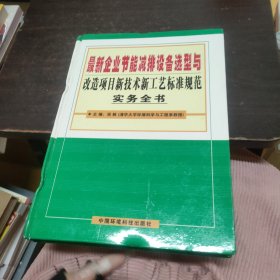 最新企业节能减排设备选型与
改造项目新技术新工艺标准规范
实务全书
中国环境科技出版社